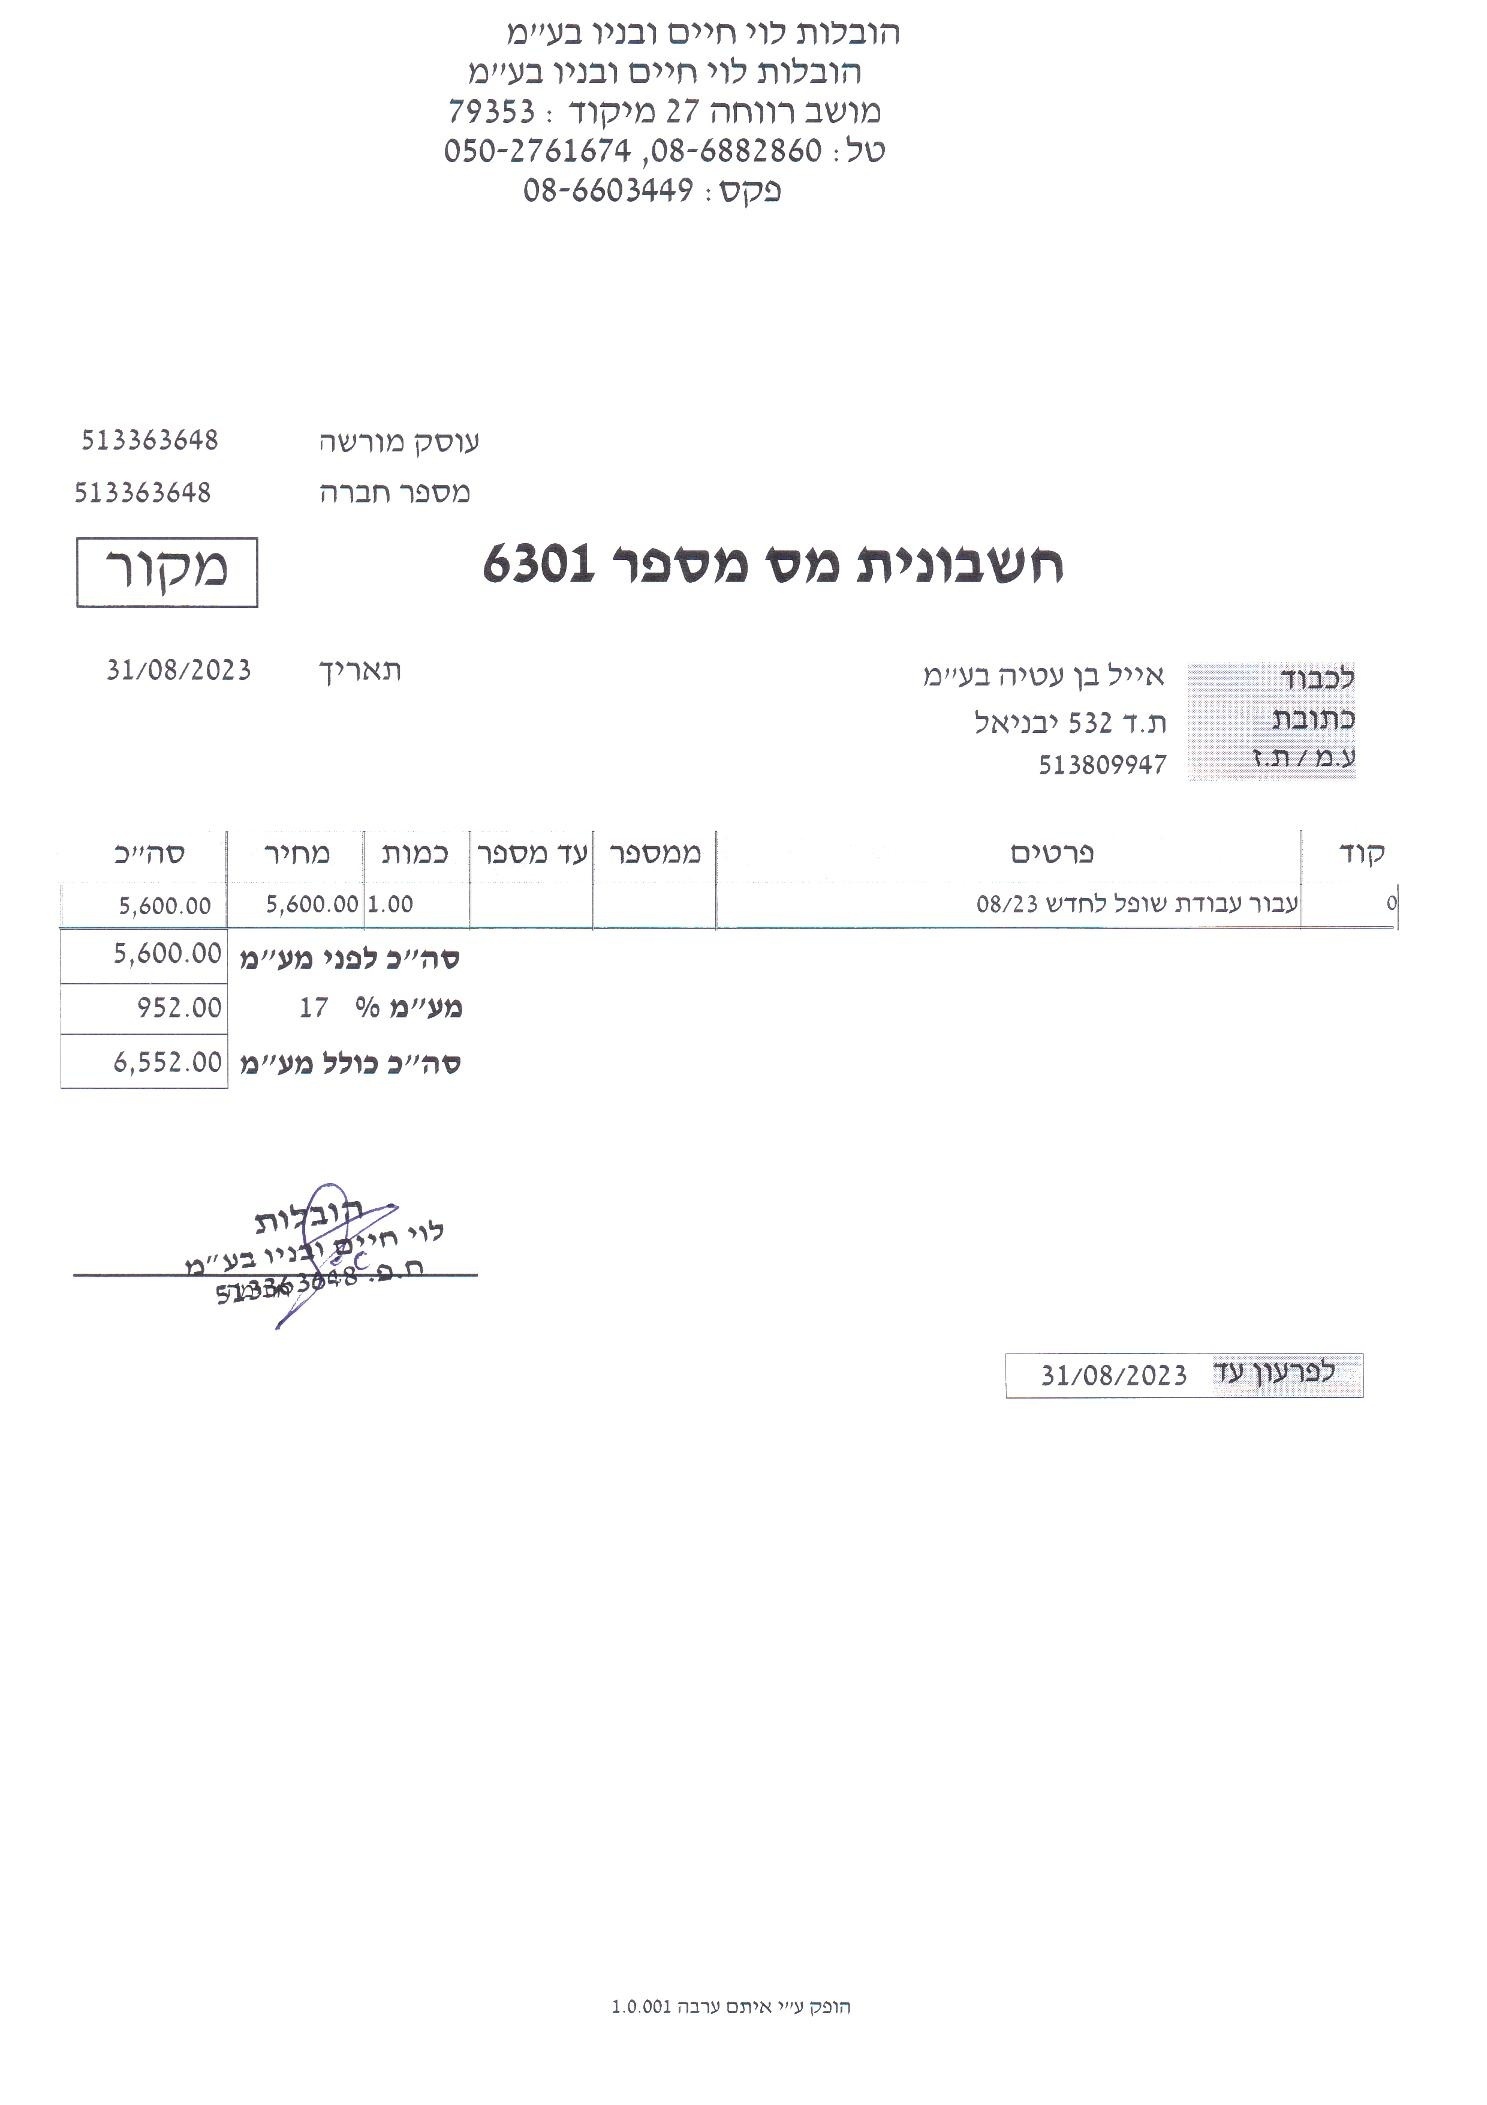 הובלות לוי חיים ובניו בע״מ
הובלות לוי חיים ובניו בע״מ
מושב רווחה 27 מיקוד : 79353
טל : 08-6882860, 050-2761674
פקס : 08-6603449
עוסק מורשה 513363648
מספר חברה 513363648
חשבונית מס מספר 6301
מקור
לכבוד אייל בן עטיה בע״מ
תאריך 31/08/2023
כתובת ת.ד 532 יבניאל
ע.מ / ת.ז 513809947
קוד פרטים ממספר עד מספר כמות מחיר סה״כ
0 עבור עבודת שופל לחדש 08/23 1.00 5,600.00 5,600.00
סה״כ לפני מע״מ 5,600.00
מע״מ % 17 952.00
סה״כ כולל מע״מ 6,552.00
הובלות
לוי חיים ובניו בע״מ
ח.פ. 513363648
לפרעון עד 31/08/2023
הופק ע״י איתם ערבה 1.0.001